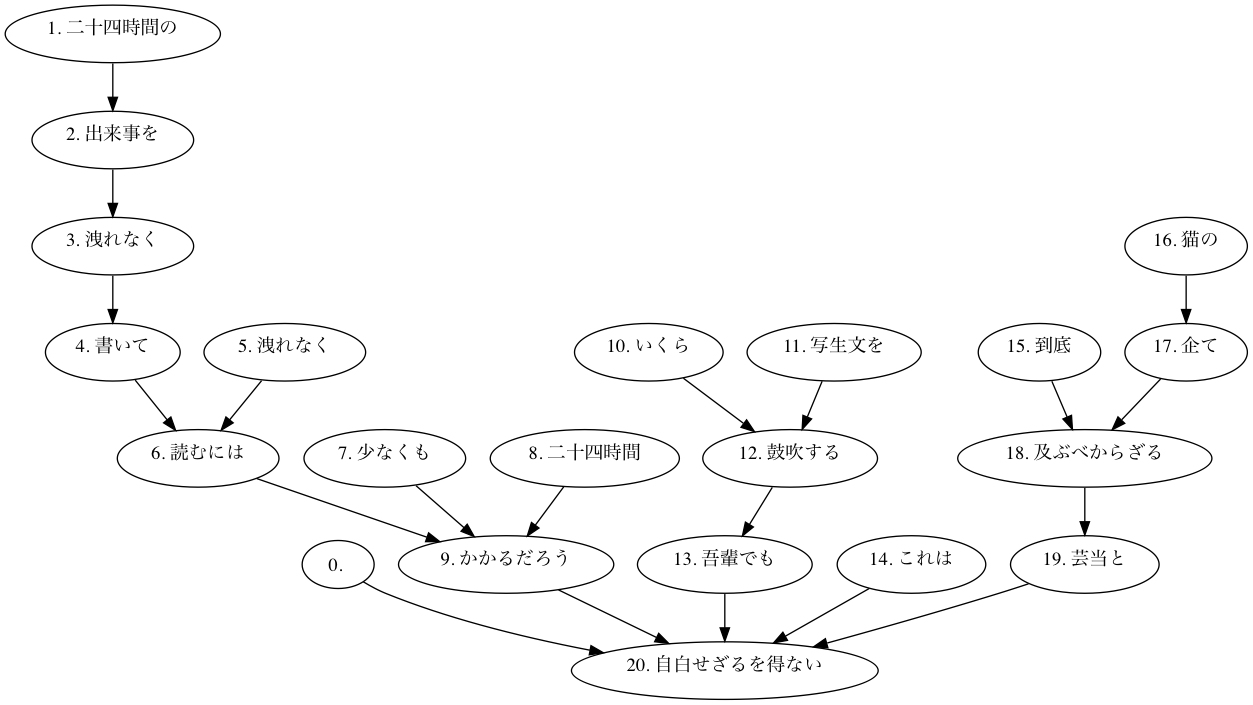 1. 二十四時間の
2. 出来事を
3. 洩れなく
16. 猫の
4. 書いて
5. 洩れなく
10. いくら
11. 写生文を
15. 到底
17. 企て
6. 読むには
7. 少なくも
8. 二十四時間
12. 鼓吹する
18. 及ぶべからざる
0.
9. かかるだろう
13. 吾輩でも
14. これは
19. 芸当と
20. 自白せざるを得ない